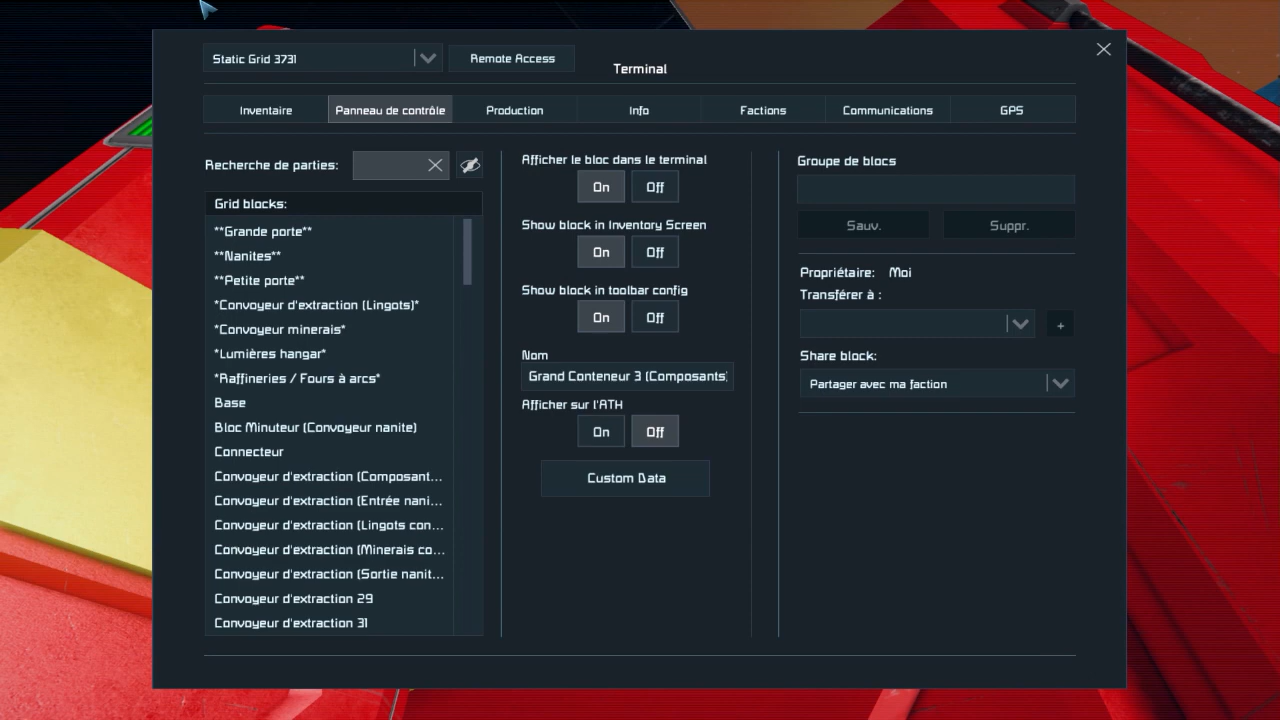 Static Grid 3731
Remote Access
Terminal
Inventaire
Panneau de contrôle
Production
Info
Factions
Communications
GPS
Recherche de parties:
Grid blocks:
**Grande porte**
**Nanites**
**Petite porte**
*Convoyeur d'extraction (Lingots)*
*Convoyeur minerais*
*Lumières hangar*
*Raffineries / Fours à arcs*
Base
Bloc Minuteur (Convoyeur nanite)
Connecteur
Convoyeur d'extraction (Composant...
Convoyeur d'extraction (Entrée nani...
Convoyeur d'extraction (Lingots con...
Convoyeur d'extraction (Minerais co...
Convoyeur d'extraction (Sortie nanit...
Convoyeur d'extraction 29
Convoyeur d'extraction 31
Afficher le bloc dans le terminal
On Off
Show block in Inventory Screen
On Off
Show block in toolbar config
On Off
Nom
Grand Conteneur 3 (Composants)
Afficher sur l'ATH
On Off
Custom Data
Groupe de blocs
Sauv. Suppr.
Propriétaire: Moi
Transférer à :
+
Share block:
Partager avec ma faction